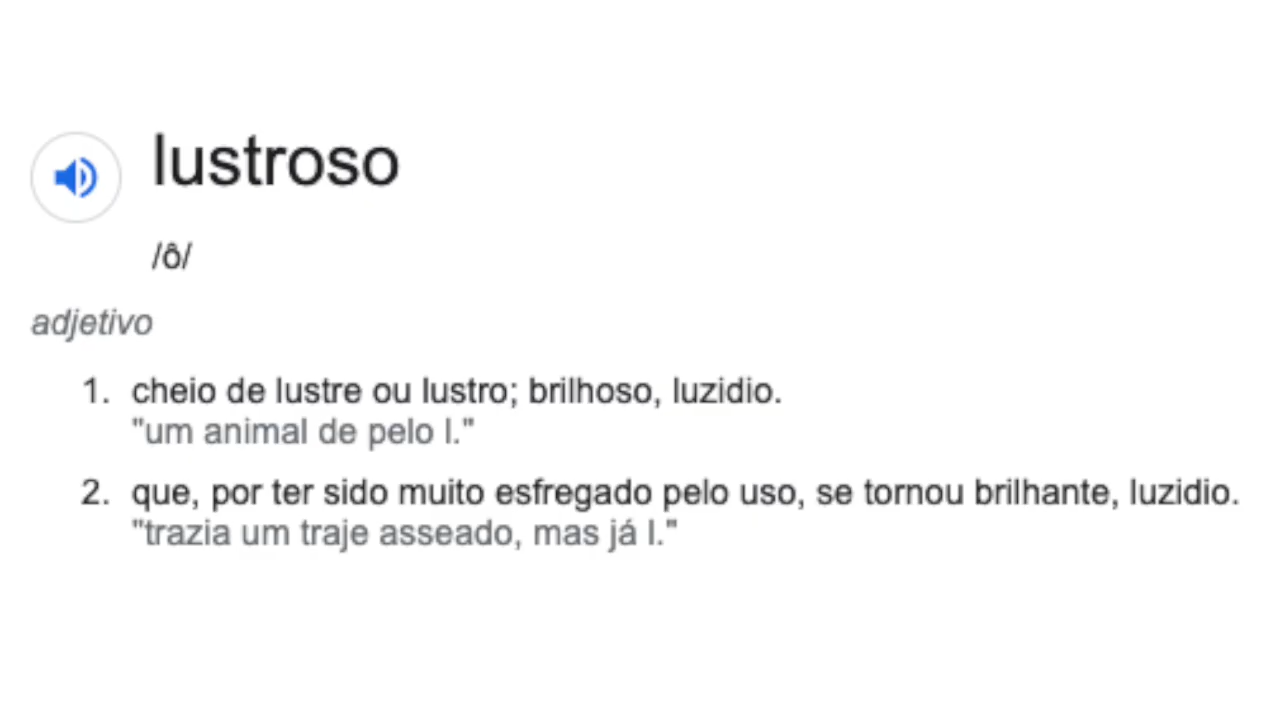 lustroso
/ô/
adjetivo
1. cheio de lustre ou lustro; brilhoso, luzidio.
"um animal de pelo l."
2. que, por ter sido muito esfregado pelo uso, se tornou brilhante, luzidio.
"trazia um traje asseado, mas já l."